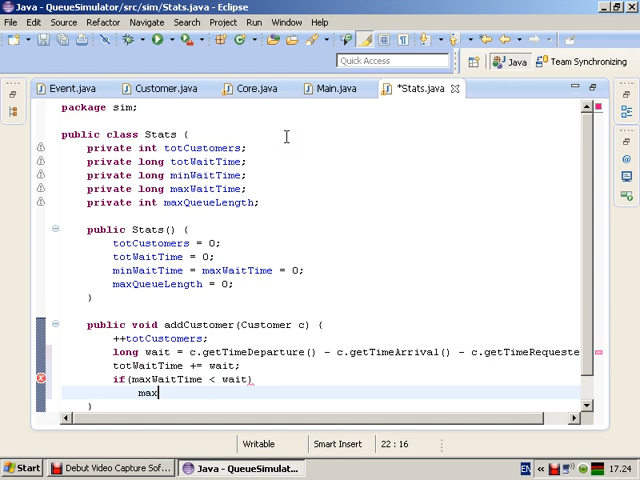 Java - QueueSimulator/src/sim/Stats.java - Eclipse
File Edit Source Refactor Navigate Search Project Run Window Help
Quick Access Java Team Synchronizing
Event.java Customer.java Core.java Main.java *Stats.java
package sim;
public class Stats {
private int totCustomers;
private long totWaitTime;
private long minWaitTime;
private long maxWaitTime;
private int maxQueueLength;
public Stats() {
totCustomers = 0;
totWaitTime = 0;
minWaitTime = maxWaitTime = 0;
maxQueueLength = 0;
}
public void addCustomer(Customer c) {
++totCustomers;
long wait = c.getTimeDeparture() - c.getTimeArrival() - c.getTimeRequeste
totWaitTime += wait;
if(maxWaitTime < wait)
max
}
Writable Smart Insert 22 : 16
Start Debut Video Capture Sof... Java - QueueSimulat... EN « 17.24